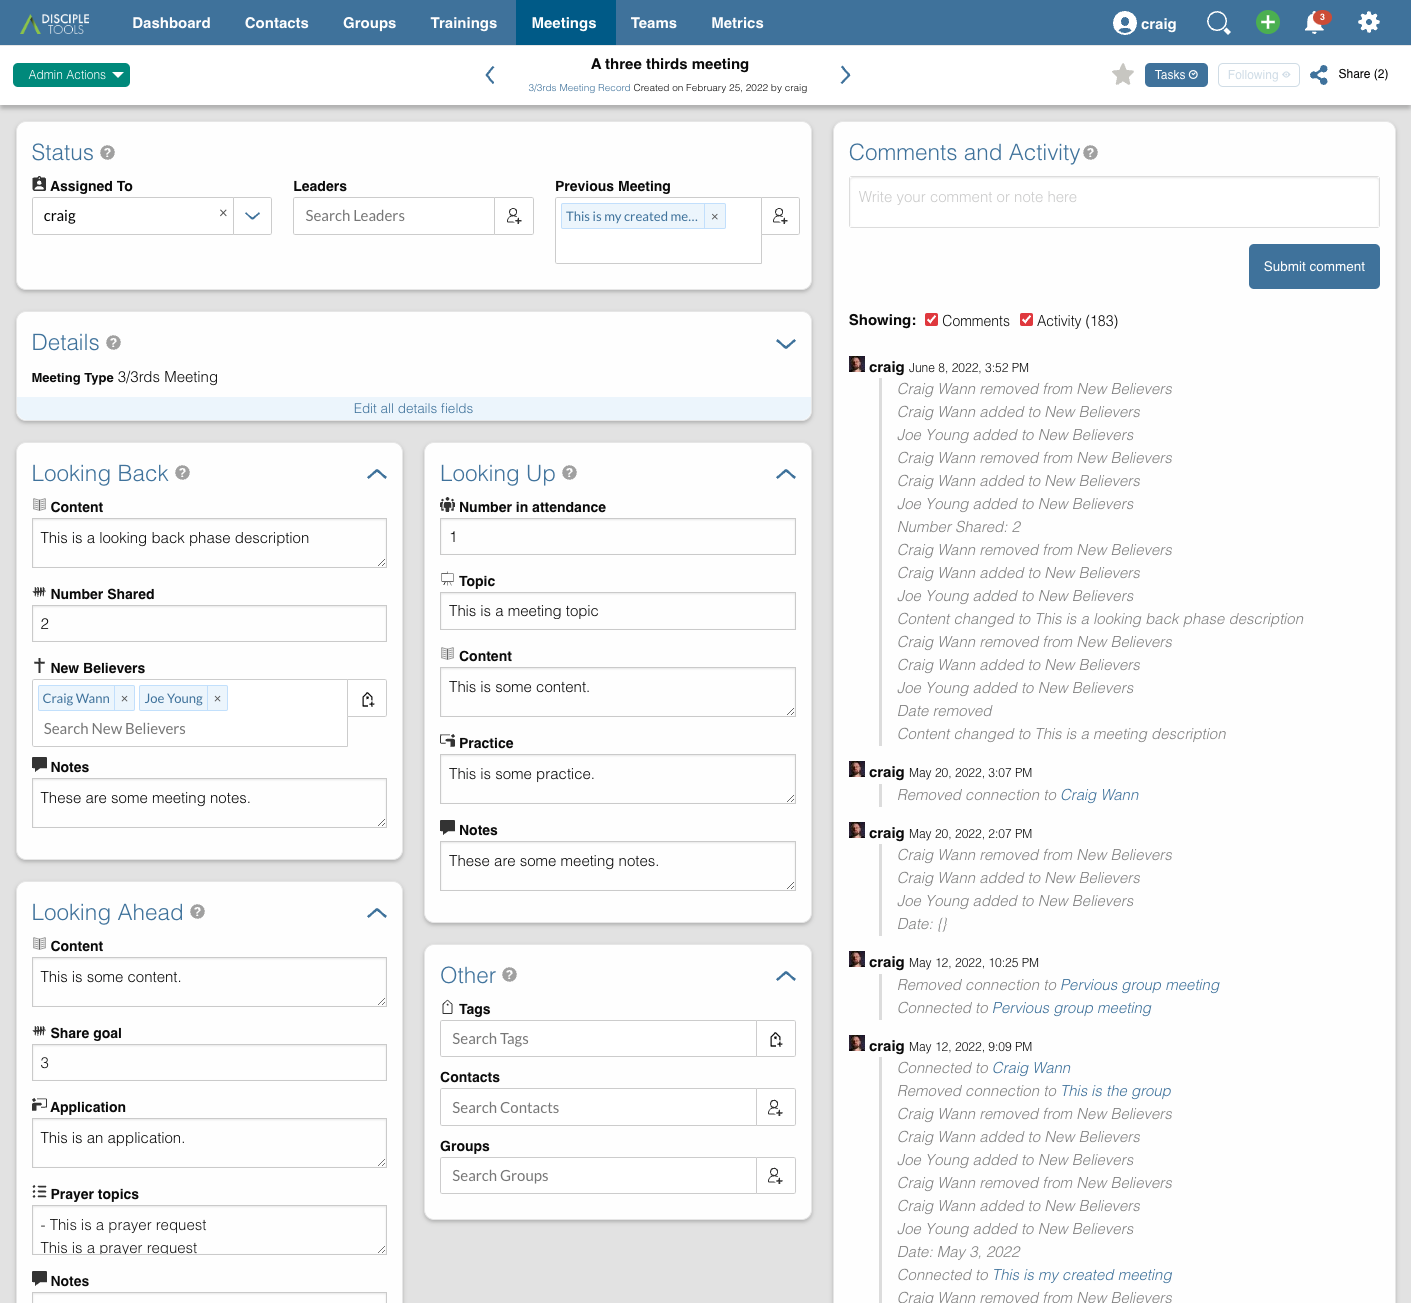 DISCIPLE TOOLS
Dashboard Contacts Groups Trainings Meetings Teams Metrics craig 3
Admin Actions
A three thirds meeting
3/3rds Meeting Record Created on February 25, 2022 by craig
Tasks Following Share (2)
Status ?
Assigned To
craig ×
Leaders
Search Leaders
Previous Meeting
This is my created me... ×
Details ?
Meeting Type 3/3rds Meeting
Edit all details fields
Looking Back ?
Content
This is a looking back phase description
Number Shared
2
New Believers
Craig Wann × Joe Young ×
Search New Believers
Notes
These are some meeting notes.
Looking Up ?
Number in attendance
1
Topic
This is a meeting topic
Content
This is some content.
Practice
This is some practice.
Notes
These are some meeting notes.
Looking Ahead ?
Content
This is some content.
Share goal
3
Application
This is an application.
Prayer topics
- This is a prayer request
This is a prayer request
Notes
Other ?
Tags
Search Tags
Contacts
Search Contacts
Groups
Search Groups
Comments and Activity ?
Write your comment or note here
Submit comment
Showing: Comments Activity (183)
craig June 8, 2022, 3:52 PM
Craig Wann removed from New Believers
Craig Wann added to New Believers
Joe Young added to New Believers
Craig Wann removed from New Believers
Craig Wann added to New Believers
Joe Young added to New Believers
Number Shared: 2
Craig Wann removed from New Believers
Craig Wann added to New Believers
Joe Young added to New Believers
Content changed to This is a looking back phase description
Craig Wann removed from New Believers
Craig Wann added to New Believers
Joe Young added to New Believers
Date removed
Content changed to This is a meeting description
craig May 20, 2022, 3:07 PM
Removed connection to Craig Wann
craig May 20, 2022, 2:07 PM
Craig Wann removed from New Believers
Craig Wann added to New Believers
Joe Young added to New Believers
Date: {}
craig May 12, 2022, 10:25 PM
Removed connection to Pervious group meeting
Connected to Pervious group meeting
craig May 12, 2022, 9:09 PM
Connected to Craig Wann
Removed connection to This is the group
Craig Wann removed from New Believers
Craig Wann added to New Believers
Joe Young added to New Believers
Craig Wann removed from New Believers
Craig Wann added to New Believers
Joe Young added to New Believers
Date: May 3, 2022
Connected to This is my created meeting
Craig Wann removed from New Believers